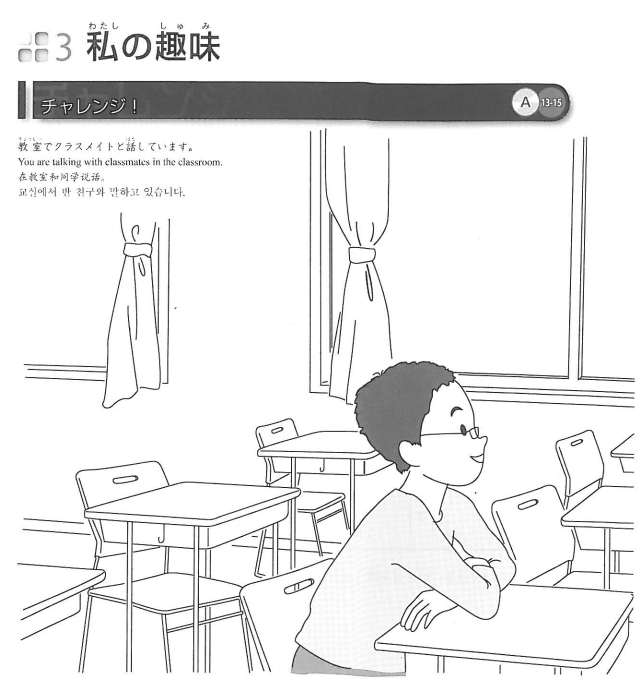 わたし しゅみ
3 私の趣味
チャレンジ！ A 13-15
きょうしつ はな
教室でクラスメイトと話しています。
You are talking with classmates in the classroom.
在教室和同学说话。
교실에서 반 친구와 말하고 있습니다.